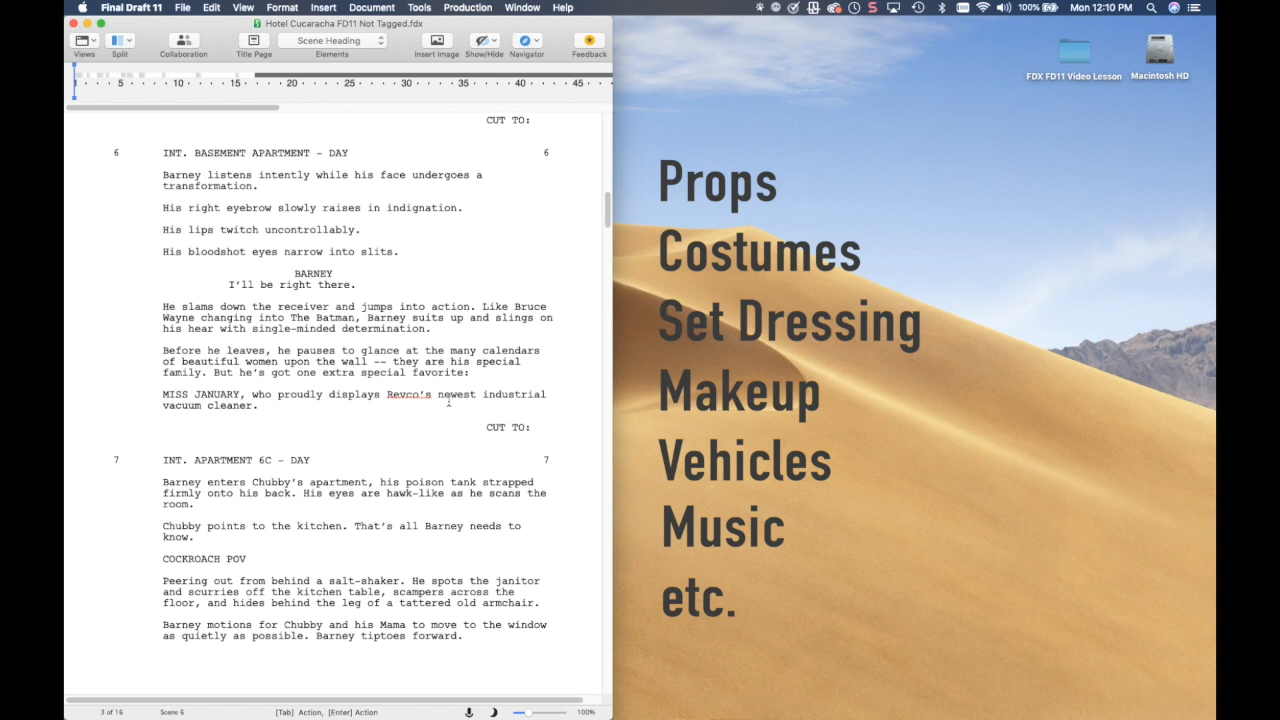 Final Draft 11 File Edit View Format Insert Document Tools Production Window Help
100% Mon 12:10 PM
Hotel Cucaracha FD11 Not Tagged.fdx
Scene Heading
Views Split Collaboration Title Page Elements Insert Image Show/Hide Navigator Feedback
5 10 15 20 25 30 35 40 45
CUT TO:
6 INT. BASEMENT APARTMENT - DAY 6
Barney listens intently while his face undergoes a
transformation.
His right eyebrow slowly raises in indignation.
His lips twitch uncontrollably.
His bloodshot eyes narrow into slits.
BARNEY
I'll be right there.
He slams down the receiver and jumps into action. Like Bruce
Wayne changing into The Batman, Barney suits up and slings on
his hear with single-minded determination.
Before he leaves, he pauses to glance at the many calendars
of beautiful women upon the wall -- they are his special
family. But he's got one extra special favorite:
MISS JANUARY, who proudly displays Revco's newest industrial
vacuum cleaner.
CUT TO:
7 INT. APARTMENT 6C - DAY 7
Barney enters Chubby's apartment, his poison tank strapped
firmly onto his back. His eyes are hawk-like as he scans the
room.
Chubby points to the kitchen. That's all Barney needs to
know.
COCKROACH POV
Peering out from behind a salt-shaker. He spots the janitor
and scurries off the kitchen table, scampers across the
floor, and hides behind the leg of a tattered old armchair.
Barney motions for Chubby and his Mama to move to the window
as quietly as possible. Barney tiptoes forward.
3 of 16 Scene 6 [Tab] Action, [Enter] Action 100%
FDX FD11 Video Lesson Macintosh HD
Props
Costumes
Set Dressing
Makeup
Vehicles
Music
etc.